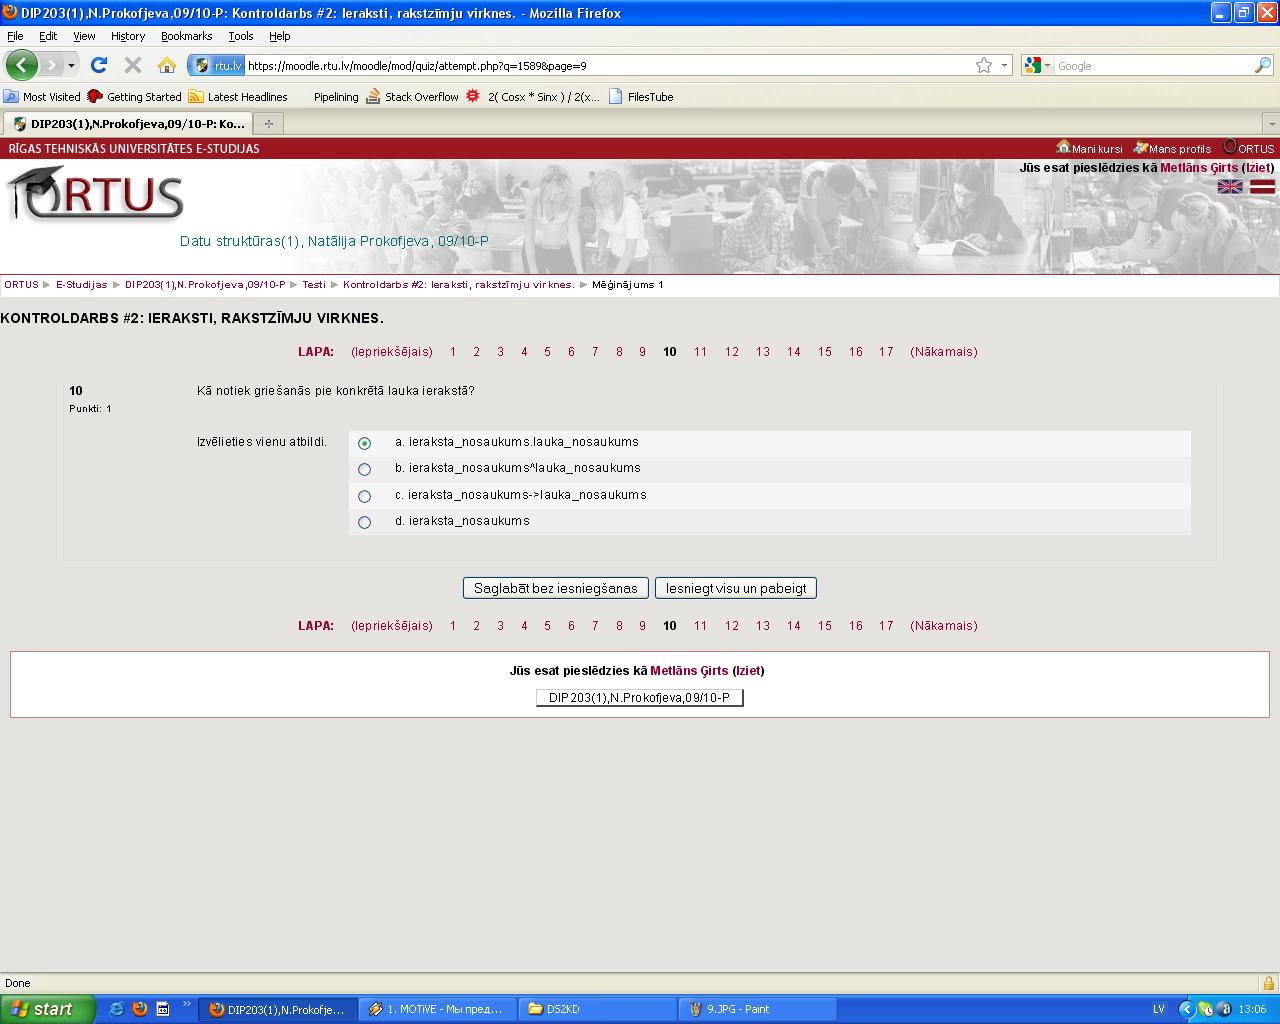 DIP203(1),N.Prokofjeva,09/10-P: Kontroldarbs #2: Ieraksti, rakstzīmju virknes. - Mozilla Firefox
File Edit View History Bookmarks Tools Help
rtu.lv https://moodle.rtu.lv/moodle/mod/quiz/attempt.php?q=1589&page=9 Google
Most Visited Getting Started Latest Headlines Pipelining Stack Overflow 2( Cosx * Sinx ) / 2(x... FilesTube
DIP203(1),N.Prokofjeva,09/10-P: Ko...
RĪGAS TEHNISKĀS UNIVERSITĀTES E-STUDIJAS Mani kursi Mans profils ORTUS
Jūs esat pieslēdzies kā Metlāns Ģirts (Iziet)
ORTUS
Datu struktūras(1), Natālija Prokofjeva, 09/10-P
ORTUS ► E-Studijas ► DIP203(1),N.Prokofjeva,09/10-P ► Testi ► Kontroldarbs #2: Ieraksti, rakstzīmju virknes. ► Mēģinājums 1
KONTROLDARBS #2: IERAKSTI, RAKSTZĪMJU VIRKNES.
LAPA: (Iepriekšējais) 1 2 3 4 5 6 7 8 9 10 11 12 13 14 15 16 17 (Nākamais)
10 Kā notiek griešanās pie konkrētā lauka ierakstā?
Punkti: 1
Izvēlieties vienu atbildi. a. ieraksta_nosaukums.lauka_nosaukums
b. ieraksta_nosaukums^lauka_nosaukums
c. ieraksta_nosaukums->lauka_nosaukums
d. ieraksta_nosaukums
Saglabāt bez iesniegšanas Iesniegt visu un pabeigt
LAPA: (Iepriekšējais) 1 2 3 4 5 6 7 8 9 10 11 12 13 14 15 16 17 (Nākamais)
Jūs esat pieslēdzies kā Metlāns Ģirts (Iziet)
DIP203(1),N.Prokofjeva,09/10-P
Done
start DIP203(1),N.Prokofje... 1. MOTiVE - Мы пред... DS2KD 9.JPG - Paint LV 13:06